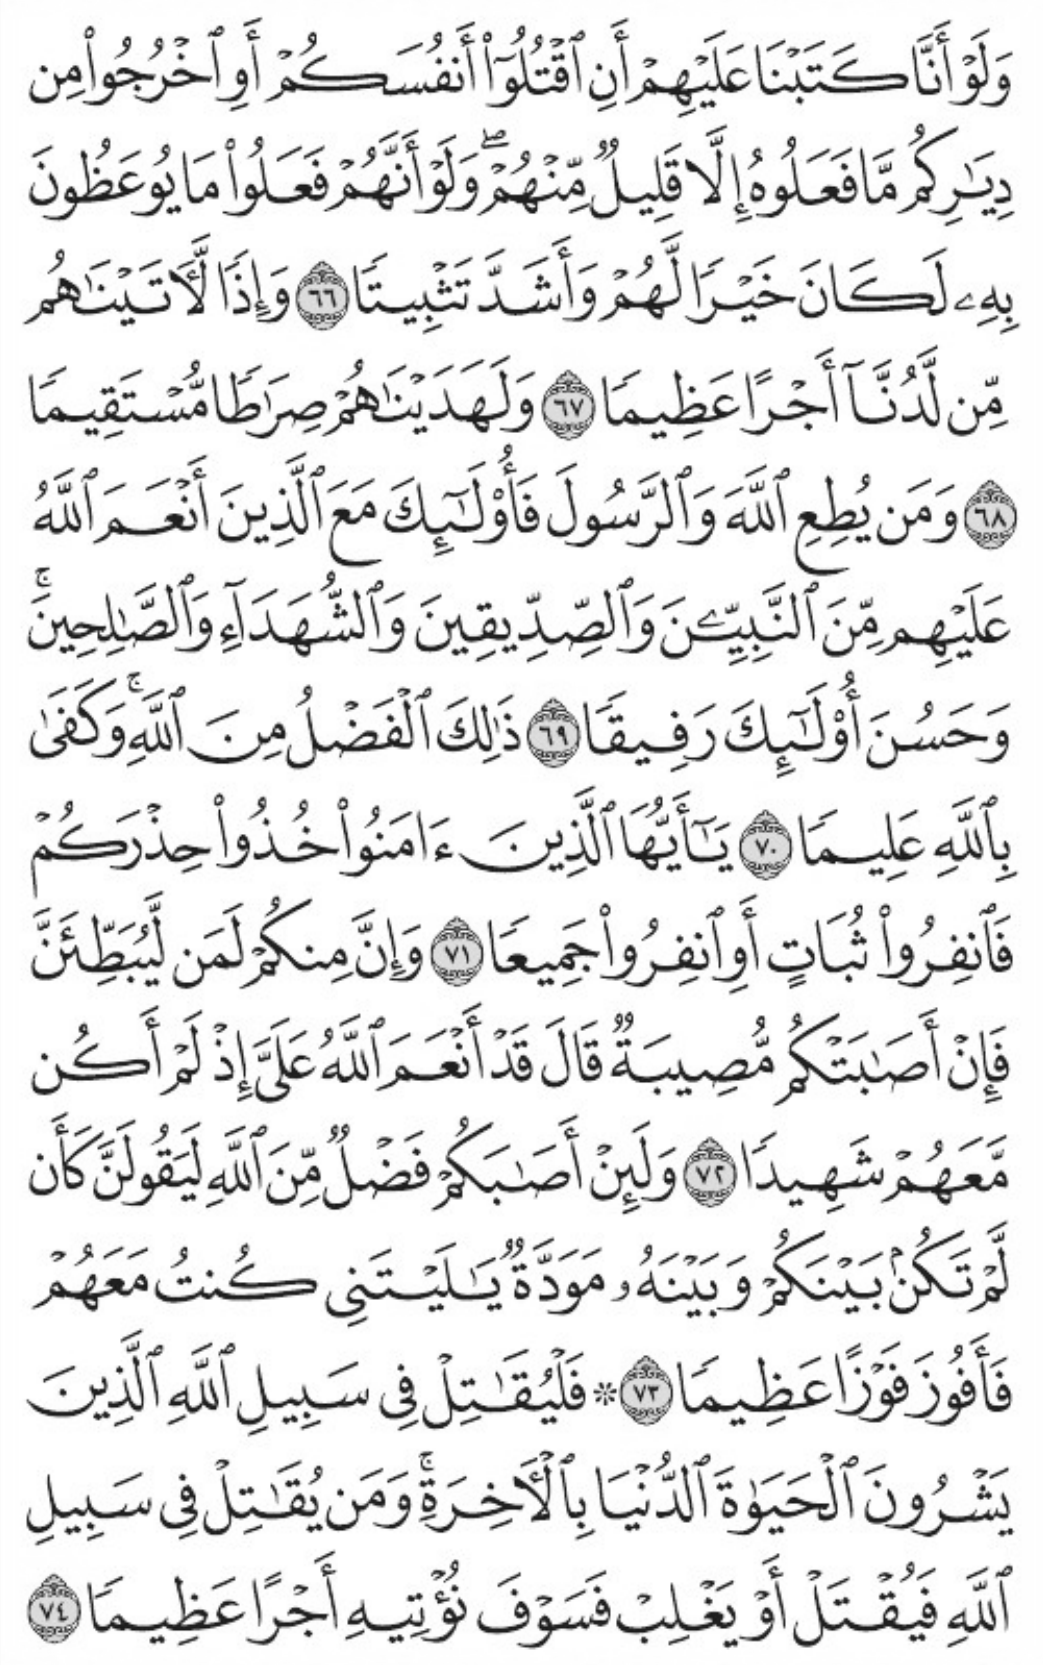 وَلَوْ أَنَّا كَتَبْنَا عَلَيْهِمْ أَنِ ٱقْتُلُوٓا۟ أَنفُسَكُمْ أَوِ ٱخْرُجُوا۟ مِن
دِيَـٰرِكُم مَّا فَعَلُوهُ إِلَّا قَلِيلٌ مِّنْهُمْ ۖ وَلَوْ أَنَّهُمْ فَعَلُوا۟ مَا يُوعَظُونَ
بِهِۦ لَكَانَ خَيْرًا لَّهُمْ وَأَشَدَّ تَثْبِيتًا ٦٦ وَإِذًا لَّـَٔاتَيْنَـٰهُم
مِّن لَّدُنَّآ أَجْرًا عَظِيمًا ٦٧ وَلَهَدَيْنَـٰهُمْ صِرَٰطًا مُّسْتَقِيمًا
٦٨ وَمَن يُطِعِ ٱللَّهَ وَٱلرَّسُولَ فَأُو۟لَـٰٓئِكَ مَعَ ٱلَّذِينَ أَنْعَمَ ٱللَّهُ
عَلَيْهِم مِّنَ ٱلنَّبِيِّـۧنَ وَٱلصِّدِّيقِينَ وَٱلشُّهَدَآءِ وَٱلصَّـٰلِحِينَ ۚ
وَحَسُنَ أُو۟لَـٰٓئِكَ رَفِيقًا ٦٩ ذَٰلِكَ ٱلْفَضْلُ مِنَ ٱللَّهِ ۚ وَكَفَىٰ
بِٱللَّهِ عَلِيمًا ٧٠ يَـٰٓأَيُّهَا ٱلَّذِينَ ءَامَنُوا۟ خُذُوا۟ حِذْرَكُمْ
فَٱنفِرُوا۟ ثُبَاتٍ أَوِ ٱنفِرُوا۟ جَمِيعًا ٧١ وَإِنَّ مِنكُمْ لَمَن لَّيُبَطِّئَنَّ
فَإِنْ أَصَـٰبَتْكُم مُّصِيبَةٌ قَالَ قَدْ أَنْعَمَ ٱللَّهُ عَلَىَّ إِذْ لَمْ أَكُن
مَّعَهُمْ شَهِيدًا ٧٢ وَلَئِنْ أَصَـٰبَكُمْ فَضْلٌ مِّنَ ٱللَّهِ لَيَقُولَنَّ كَأَن
لَّمْ تَكُنۢ بَيْنَكُمْ وَبَيْنَهُۥ مَوَدَّةٌ يَـٰلَيْتَنِى كُنتُ مَعَهُمْ
فَأَفُوزَ فَوْزًا عَظِيمًا ٧٣ ۞ فَلْيُقَـٰتِلْ فِى سَبِيلِ ٱللَّهِ ٱلَّذِينَ
يَشْرُونَ ٱلْحَيَوٰةَ ٱلدُّنْيَا بِٱلْـَٔاخِرَةِ ۚ وَمَن يُقَـٰتِلْ فِى سَبِيلِ
ٱللَّهِ فَيُقْتَلْ أَوْ يَغْلِبْ فَسَوْفَ نُؤْتِيهِ أَجْرًا عَظِيمًا ٧٤